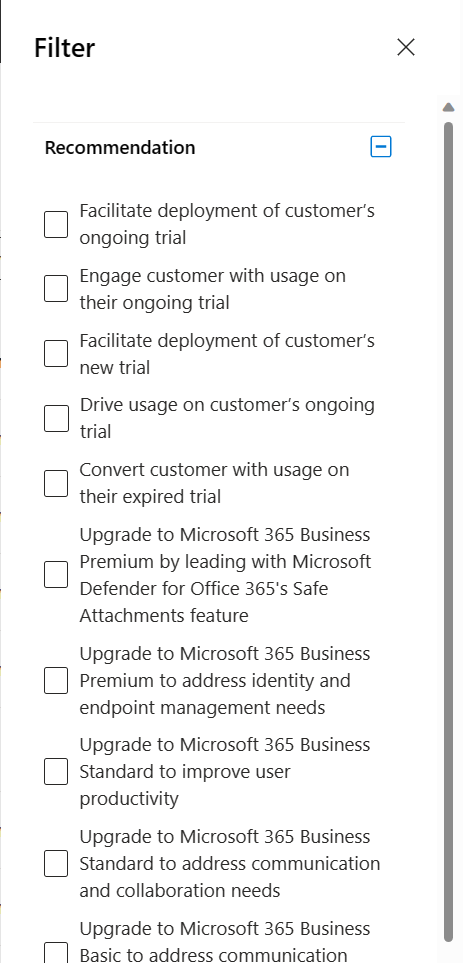 Filter
Recommendation
Facilitate deployment of customer's
ongoing trial
Engage customer with usage on
their ongoing trial
Facilitate deployment of customer's
new trial
Drive usage on customer's ongoing
trial
Convert customer with usage on
their expired trial
Upgrade to Microsoft 365 Business
Premium by leading with Microsoft
Defender for Office 365's Safe
Attachments feature
Upgrade to Microsoft 365 Business
Premium to address identity and
endpoint management needs
Upgrade to Microsoft 365 Business
Standard to improve user
productivity
Upgrade to Microsoft 365 Business
Standard to address communication
and collaboration needs
Upgrade to Microsoft 365 Business
Basic to address communication